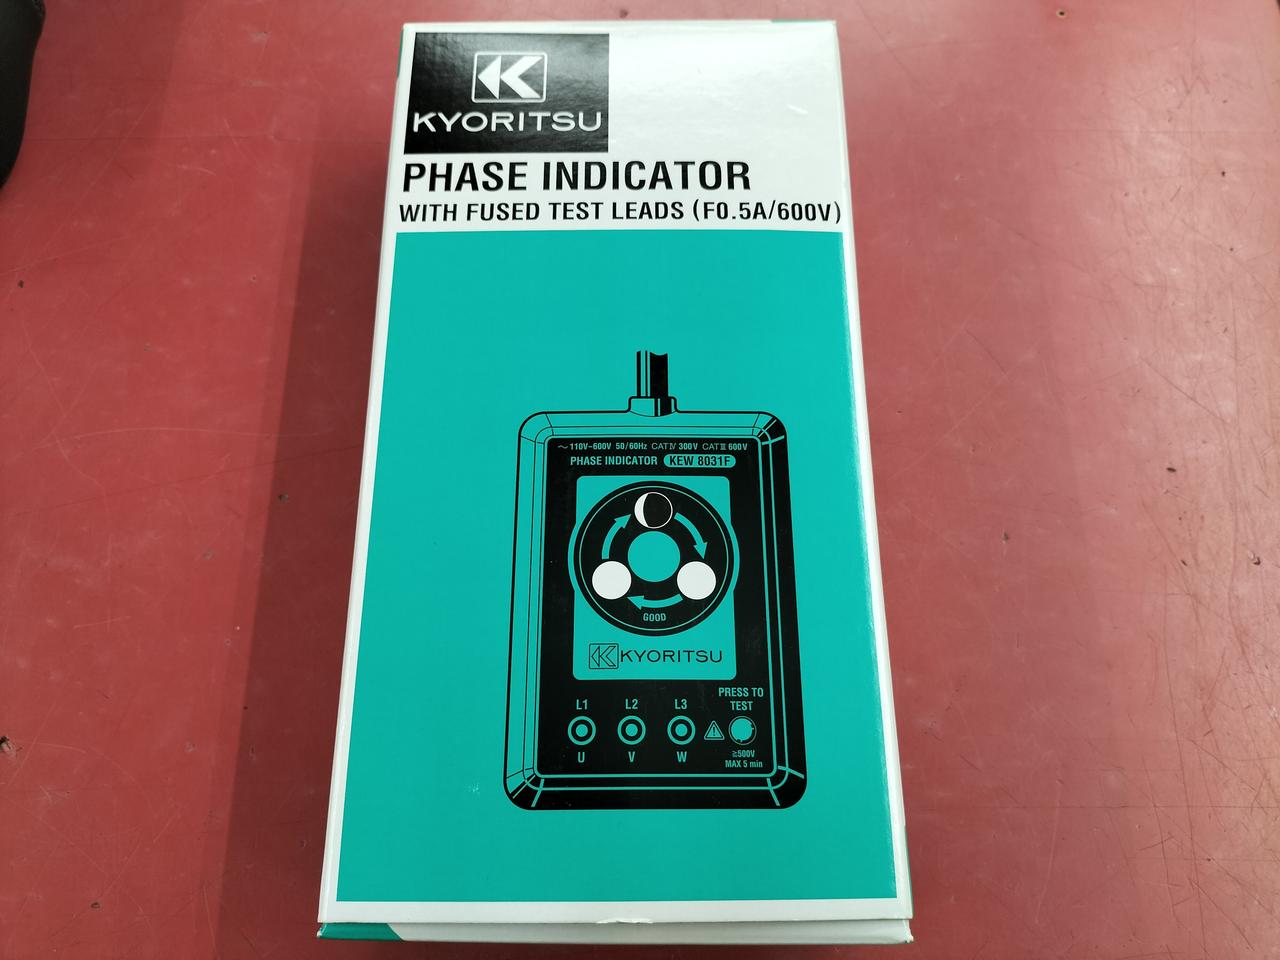 KYORITSU
PHASE INDICATOR
WITH FUSED TEST LEADS (F0.5A/600V)
～110V-600V 50/60Hz CATⅣ 300V CATⅢ 600V
PHASE INDICATOR KEW 8031F
GOOD
KYORITSU
PRESS TO
TEST
L1 L2 L3
U V W
≥500V
MAX 5 min